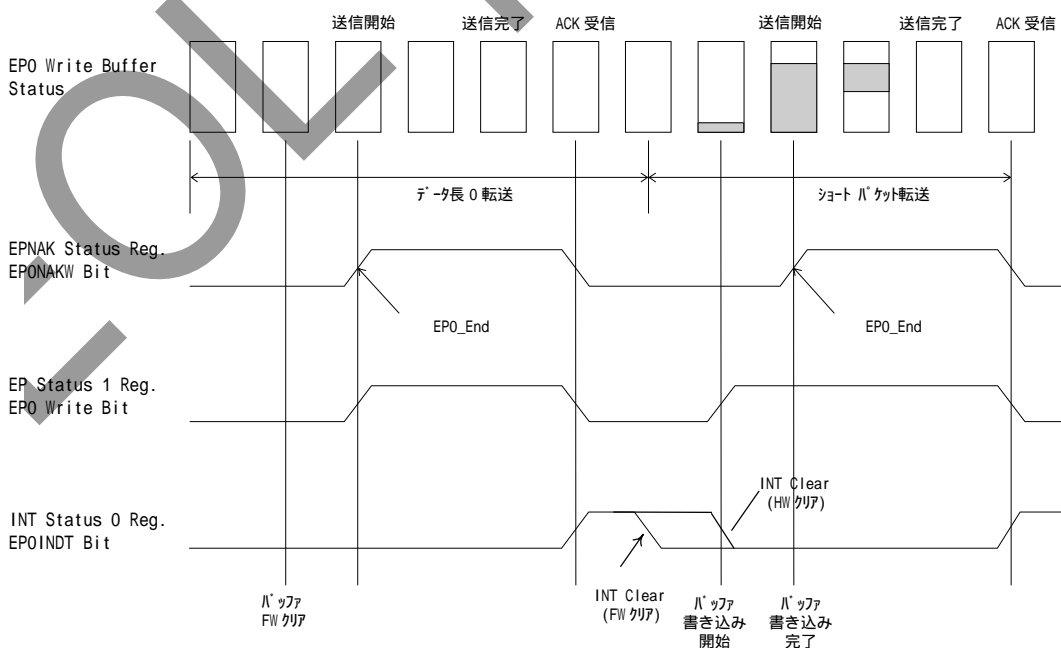 送信開始 送信完了 ACK 受信 送信開始 送信完了 ACK 受信
EP0 Write Buffer
Status
データ長 0 転送 ショート パケット転送
EPNAK Status Reg.
EP0NAKW Bit
EP0_End EP0_End
EP Status 1 Reg.
EP0 Write Bit
INT Clear
(HW クリア)
INT Status 0 Reg.
EP0INDT Bit
バッファ
FW クリア
INT Clear
(FW クリア)
バッファ
書き込み
開始
バッファ
書き込み
完了